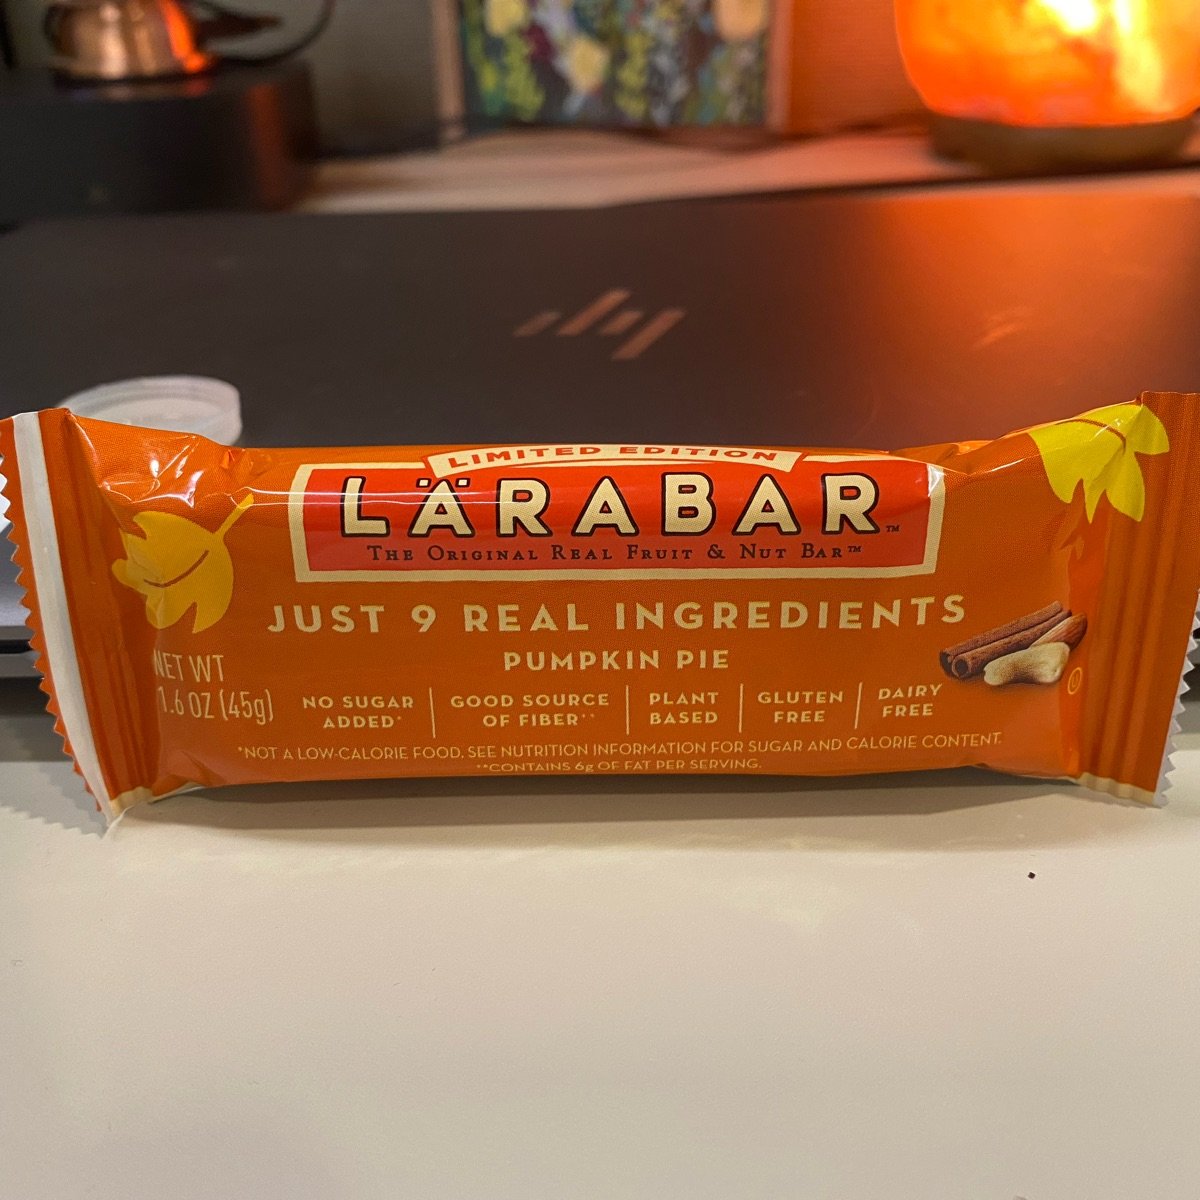 LIMITED EDITION
LÄRABAR™
THE ORIGINAL REAL FRUIT & NUT BAR™
JUST 9 REAL INGREDIENTS
PUMPKIN PIE
NET WT
1.6 OZ (45g)
NO SUGAR
ADDED*
GOOD SOURCE
OF FIBER**
PLANT
BASED
GLUTEN
FREE
DAIRY
FREE
*NOT A LOW-CALORIE FOOD. SEE NUTRITION INFORMATION FOR SUGAR AND CALORIE CONTENT.
**CONTAINS 6g OF FAT PER SERVING.
hp